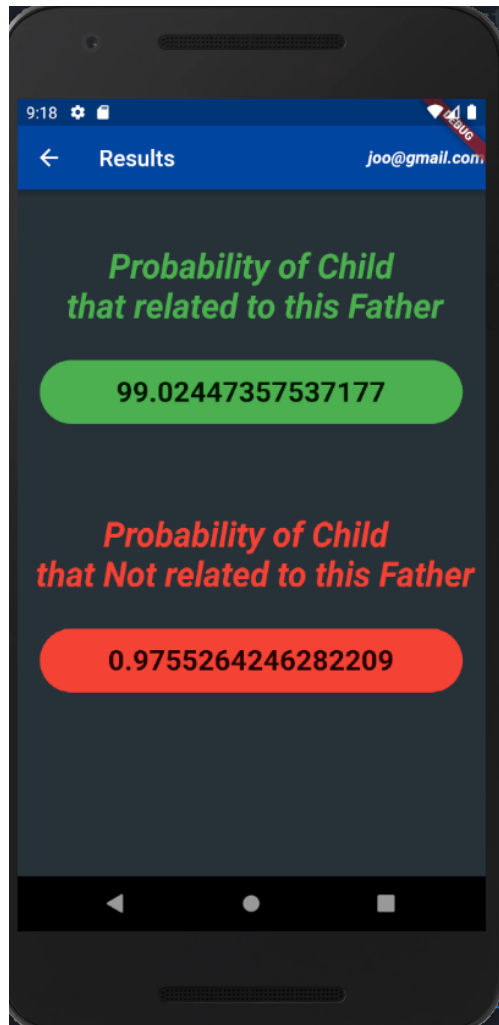 9:18
DEBUG
Results
joo@gmail.com
Probability of Child
that related to this Father
99.02447357537177
Probability of Child
that Not related to this Father
0.9755264246282209